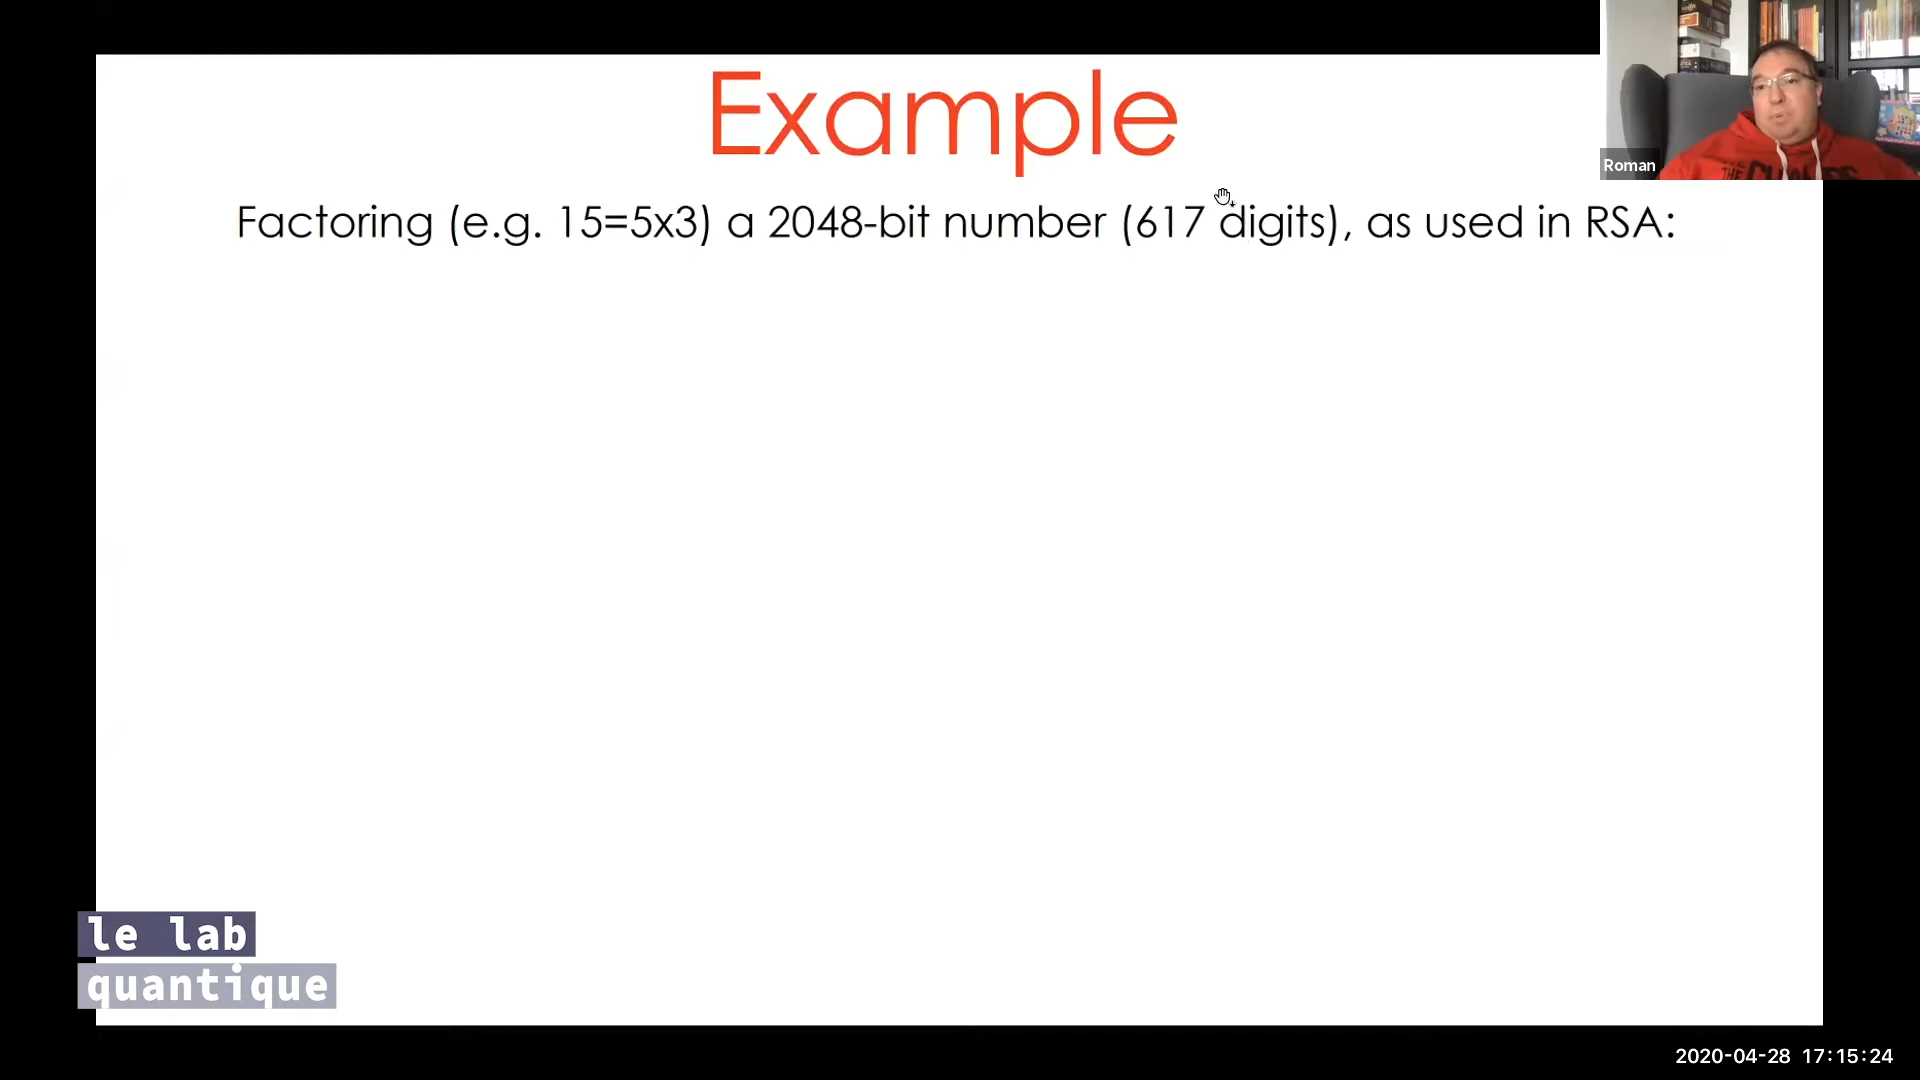 Example
Roman
Factoring (e.g. 15=5x3) a 2048-bit number (617 digits), as used in RSA:
le lab
quantique
2020-04-28 17:15:24